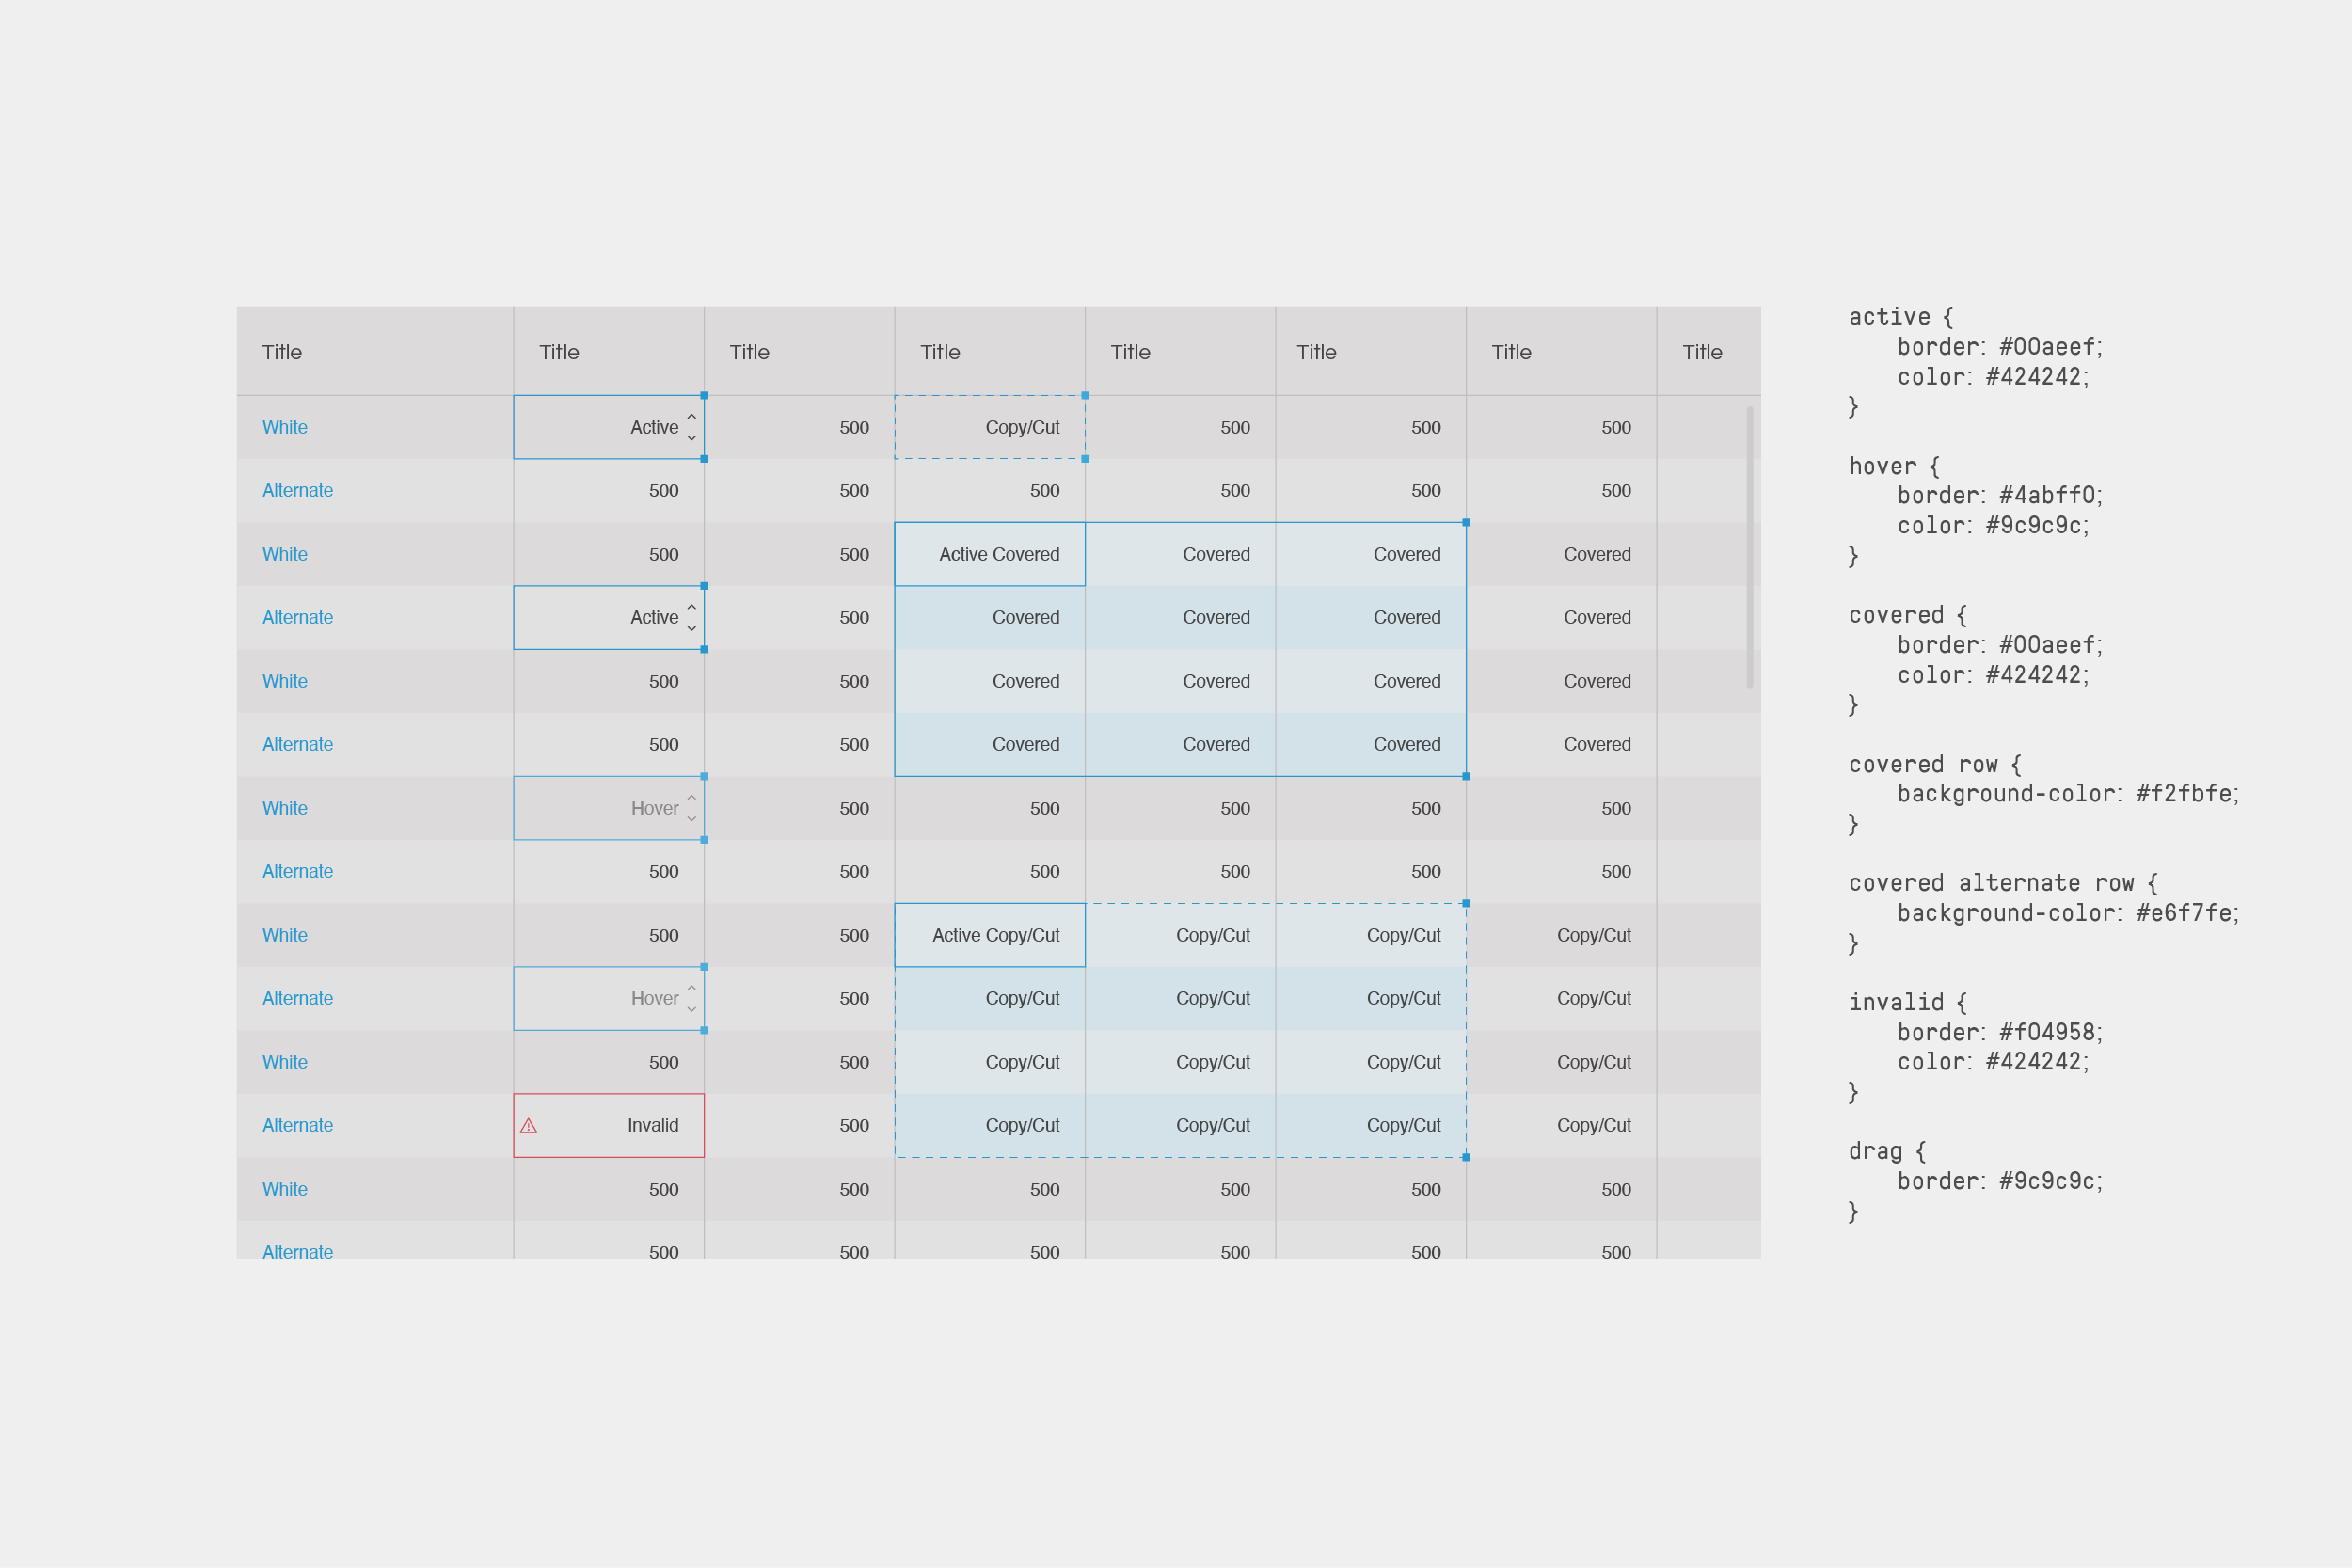 Title Title Title Title Title Title Title Title
White Active 500 Copy/Cut 500 500 500
Alternate 500 500 500 500 500 500
White 500 500 Active Covered Covered Covered Covered
Alternate Active 500 Covered Covered Covered Covered
White 500 500 Covered Covered Covered Covered
Alternate 500 500 Covered Covered Covered Covered
White Hover 500 500 500 500 500
Alternate 500 500 500 500 500 500
White 500 500 Active Copy/Cut Copy/Cut Copy/Cut Copy/Cut
Alternate Hover 500 Copy/Cut Copy/Cut Copy/Cut Copy/Cut
White 500 500 Copy/Cut Copy/Cut Copy/Cut Copy/Cut
Alternate Invalid 500 Copy/Cut Copy/Cut Copy/Cut Copy/Cut
White 500 500 500 500 500 500
Alternate 500 500 500 500 500 500
active {
border: #00aeef;
color: #424242;
}
hover {
border: #4abff0;
color: #9c9c9c;
}
covered {
border: #00aeef;
color: #424242;
}
covered row {
background-color: #f2fbfe;
}
covered alternate row {
background-color: #e6f7fe;
}
invalid {
border: #f04958;
color: #424242;
}
drag {
border: #9c9c9c;
}